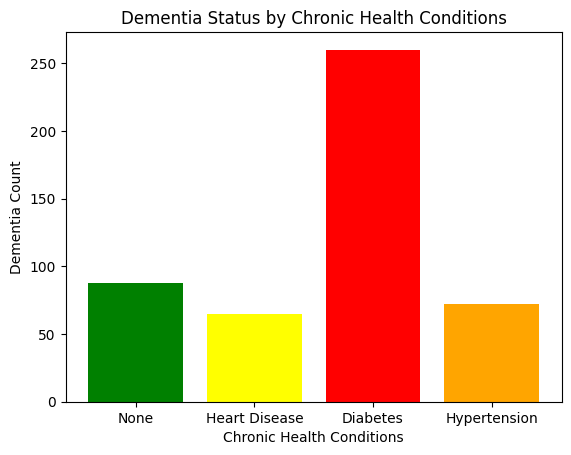 Dementia Status by Chronic Health Conditions
Dementia Count
250
200
150
100
50
0
None Heart Disease Diabetes Hypertension
Chronic Health Conditions